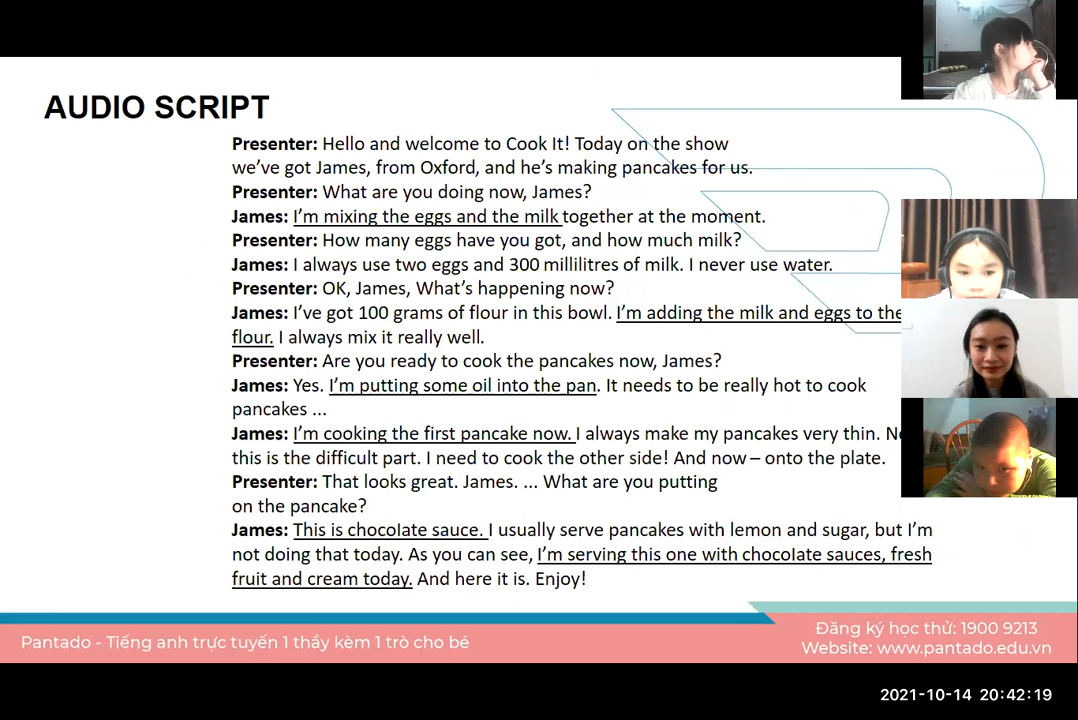 AUDIO SCRIPT
Presenter: Hello and welcome to Cook It! Today on the show
we've got James, from Oxford, and he's making pancakes for us.
Presenter: What are you doing now, James?
James: I'm mixing the eggs and the milk together at the moment.
Presenter: How many eggs have you got, and how much milk?
James: I always use two eggs and 300 millilitres of milk. I never use water.
Presenter: OK, James, What's happening now?
James: I've got 100 grams of flour in this bowl. I'm adding the milk and eggs to the
flour. I always mix it really well.
Presenter: Are you ready to cook the pancakes now, James?
James: Yes. I'm putting some oil into the pan. It needs to be really hot to cook
pancakes ...
James: I'm cooking the first pancake now. I always make my pancakes very thin.
this is the difficult part. I need to cook the other side! And now – onto the plate.
Presenter: That looks great. James. ... What are you putting
on the pancake?
James: This is chocolate sauce. I usually serve pancakes with lemon and sugar, but I'm
not doing that today. As you can see, I'm serving this one with chocolate sauces, fresh
fruit and cream today. And here it is. Enjoy!
Pantado - Tiếng anh trực tuyến 1 thầy kèm 1 trò cho bé
Đăng ký học thử: 1900 9213
Website: www.pantado.edu.vn
2021-10-14 20:42:19